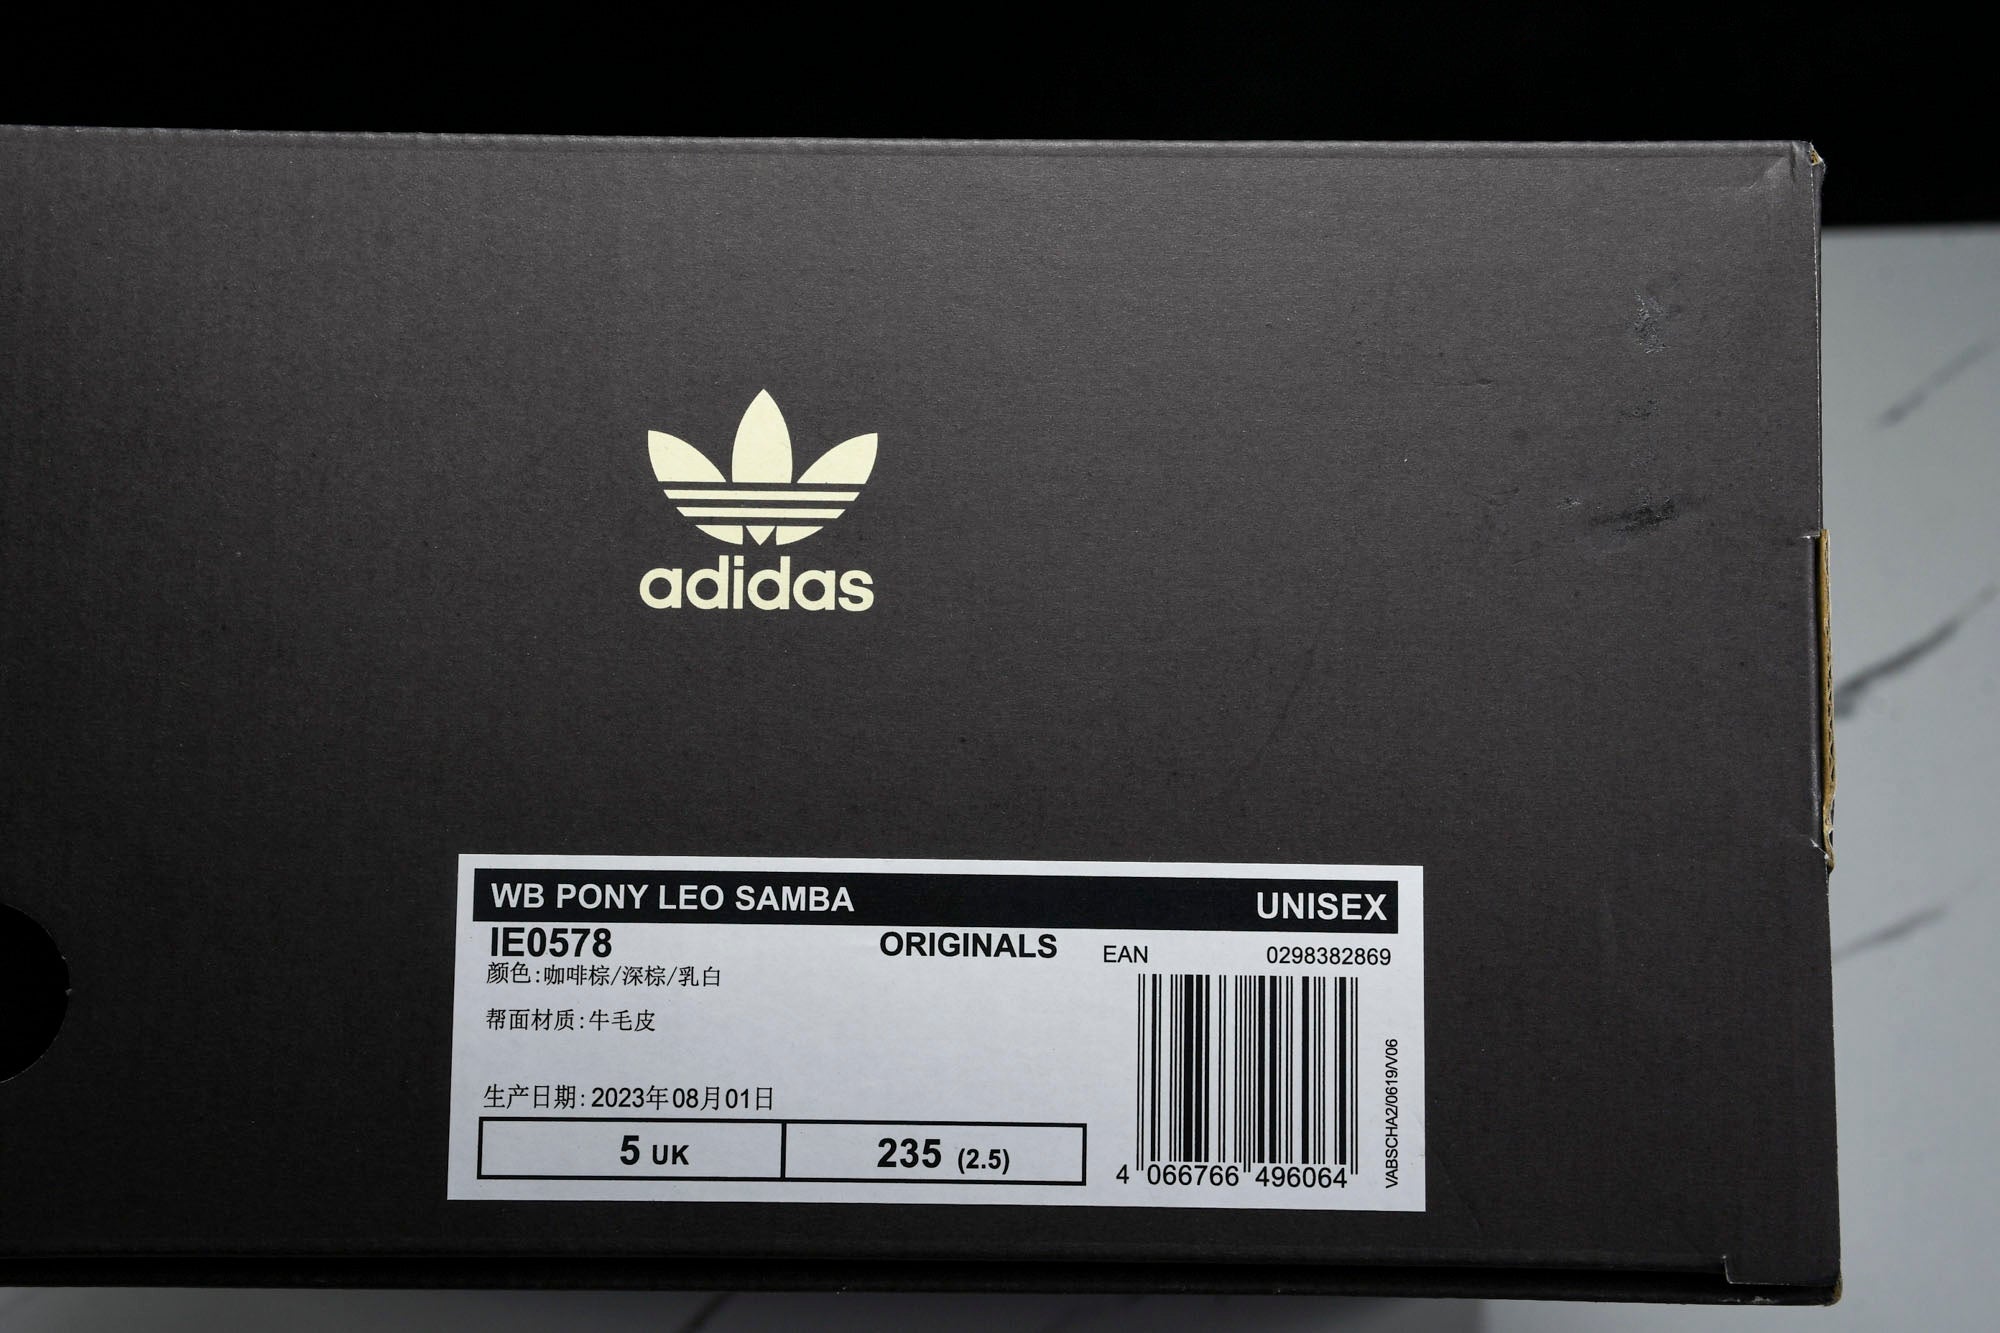 adidas
WB PONY LEO SAMBA UNISEX
IE0578 ORIGINALS EAN 0298382869
颜色:咖啡棕/深棕/乳白
帮面材质:牛毛皮
生产日期: 2023年08月01日
5 UK 235 (2.5)
4 066766 496064
VABSCHA2/0619/V06